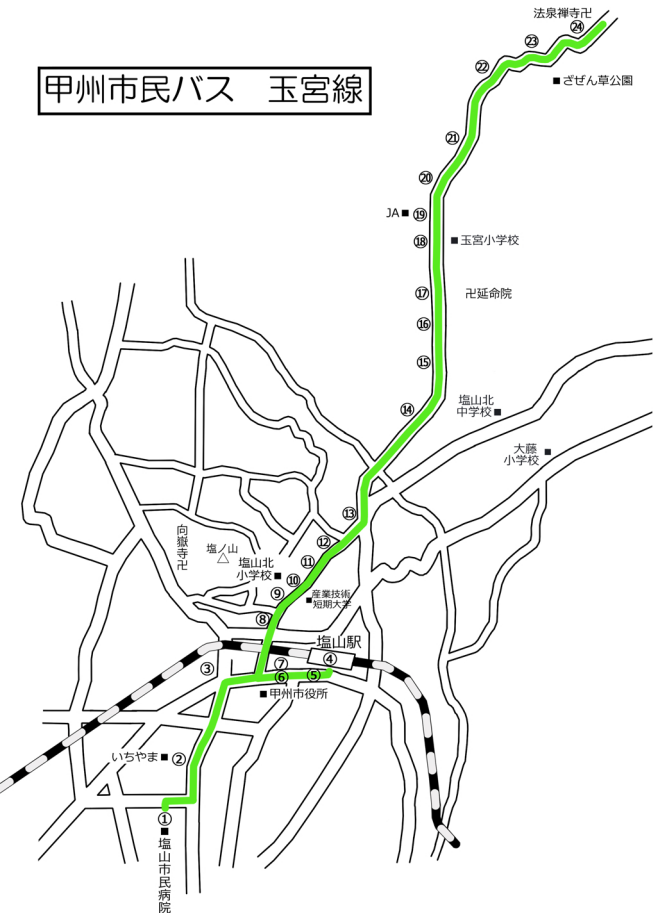 法泉禅寺卍
㉔
㉓
㉒
ざぜん草公園
甲州市民バス　玉宮線
㉑
⑳
JA
⑲
⑱
玉宮小学校
⑰
卍延命院
⑯
⑮
⑭
塩山北
中学校
大藤
小学校
⑬
向嶽寺卍
塩ノ山
⑫
⑪
塩山北
小学校
⑩
⑨
産業技術
短期大学
⑧
塩山駅
④
③
⑦
⑥
⑤
甲州市役所
いちやま
②
①
塩山市民病院